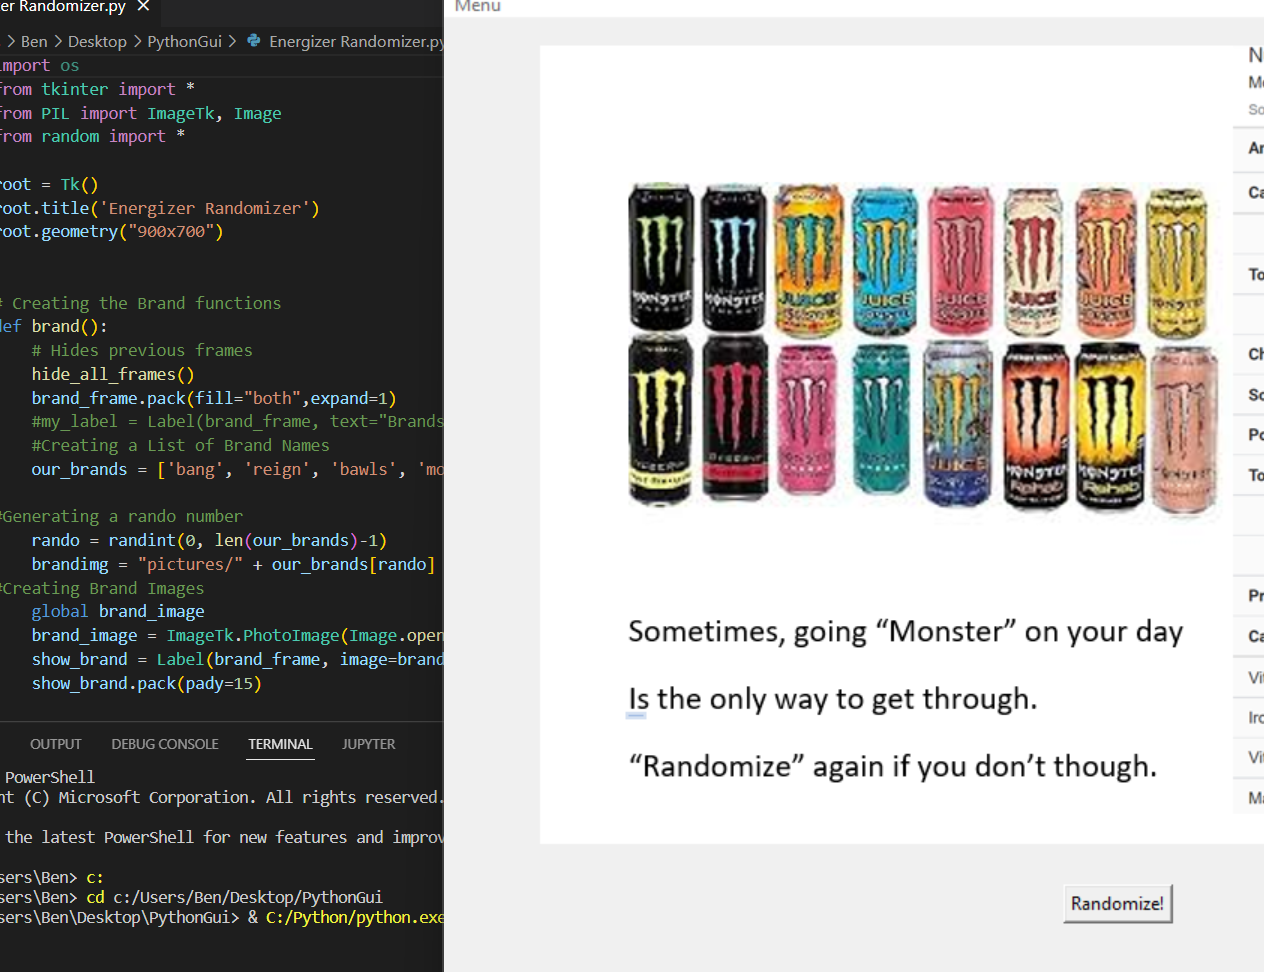 er Randomizer.py ×
> Ben > Desktop > PythonGui > Energizer Randomizer.py
import os
from tkinter import *
from PIL import ImageTk, Image
from random import *
root = Tk()
root.title('Energizer Randomizer')
root.geometry("900x700")
# Creating the Brand functions
def brand():
# Hides previous frames
hide_all_frames()
brand_frame.pack(fill="both",expand=1)
#my_label = Label(brand_frame, text="Brands
#Creating a List of Brand Names
our_brands = ['bang', 'reign', 'bawls', 'mo
#Generating a rando number
rando = randint(0, len(our_brands)-1)
brandimg = "pictures/" + our_brands[rando]
#Creating Brand Images
global brand_image
brand_image = ImageTk.PhotoImage(Image.open
show_brand = Label(brand_frame, image=brand
show_brand.pack(pady=15)
OUTPUT DEBUG CONSOLE TERMINAL JUPYTER
PowerShell
nt (C) Microsoft Corporation. All rights reserved.
the latest PowerShell for new features and improv
sers\Ben> c:
sers\Ben> cd c:/Users/Ben/Desktop/PythonGui
sers\Ben\Desktop\PythonGui> & C:/Python/python.exe
Menu
MONSTER MONSTER JUICE JUICE JUICE JUICE JUICE MONSTER
JUICE MONSTER Rehab MONSTER Rehab
Sometimes, going “Monster” on your day
Is the only way to get through.
“Randomize” again if you don’t though.
Randomize!
N
Me
So
Ar
Ca
To
Ch
So
Po
To
Pr
Ca
Vi
Iro
Vi
Ma